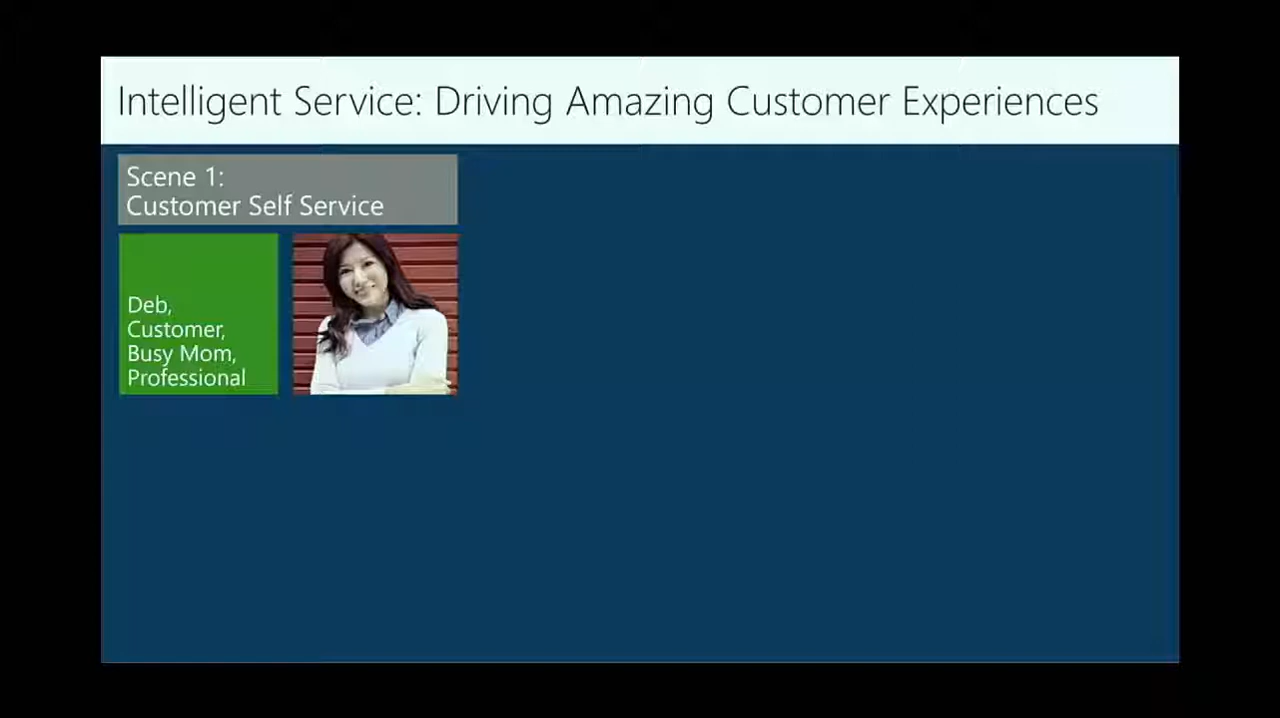 Intelligent Service: Driving Amazing Customer Experiences
Scene 1:
Customer Self Service
Deb,
Customer,
Busy Mom,
Professional